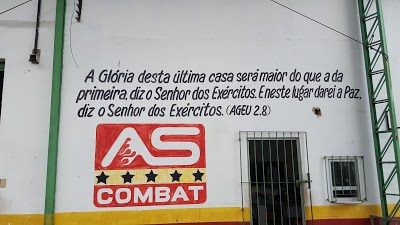 A Glória desta última casa será maior do que a da
primeira, diz o Senhor dos Exércitos. E neste lugar darei a Paz,
diz o Senhor dos Exércitos. (AGEU 2.8)
AS
COMBAT